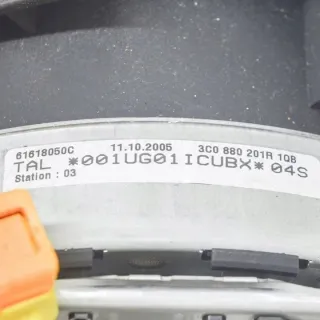 61618050C 11.10.2005 3C0 880 201R 1QB
TAL *001UG01ICUBX*04S
Station : 03